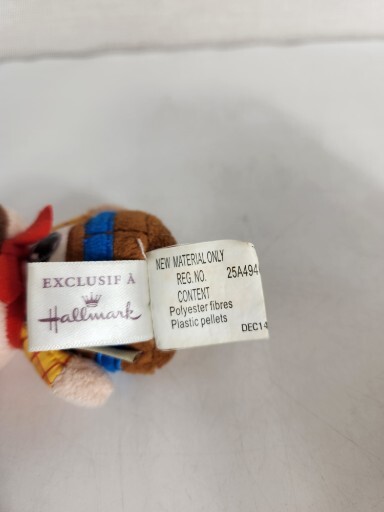 EXCLUSIF À
Hallmark
NEW MATERIAL ONLY
REG. NO. 25A494
CONTENT
Polyester fibres
Plastic pellets
DEC14